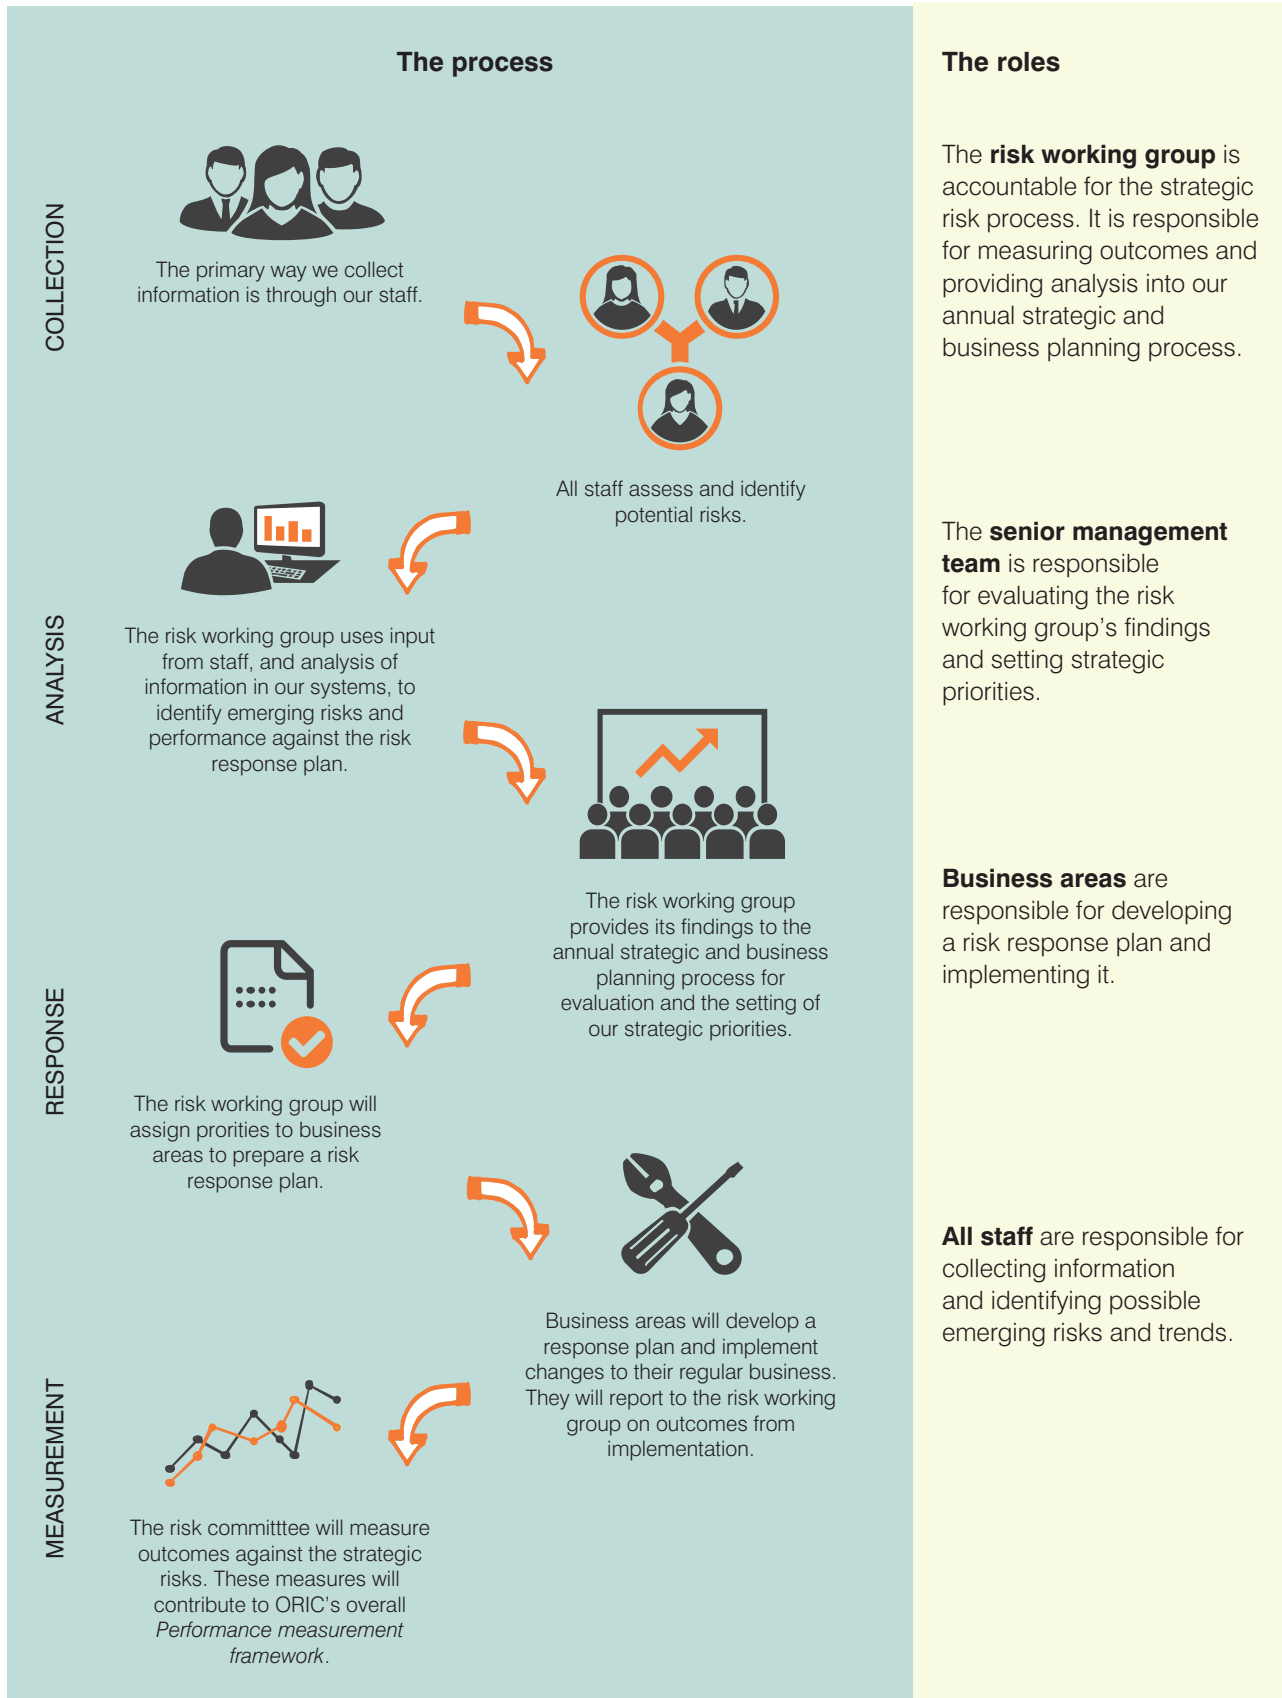 The process
COLLECTION
The primary way we collect
information is through our staff.
All staff assess and identify
potential risks.
ANALYSIS
The risk working group uses input
from staff, and analysis of
information in our systems, to
identify emerging risks and
performance against the risk
response plan.
The risk working group
provides its findings to the
annual strategic and business
planning process for
evaluation and the setting of
our strategic priorities.
RESPONSE
The risk working group will
assign prorities to business
areas to prepare a risk
response plan.
Business areas will develop a
response plan and implement
changes to their regular business.
They will report to the risk working
group on outcomes from
implementation.
MEASUREMENT
The risk committtee will measure
outcomes against the strategic
risks. These measures will
contribute to ORIC's overall
Performance measurement
framework.
The roles
The risk working group is
accountable for the strategic
risk process. It is responsible
for measuring outcomes and
providing analysis into our
annual strategic and
business planning process.
The senior management
team is responsible
for evaluating the risk
working group's findings
and setting strategic
priorities.
Business areas are
responsible for developing
a risk response plan and
implementing it.
All staff are responsible for
collecting information
and identifying possible
emerging risks and trends.